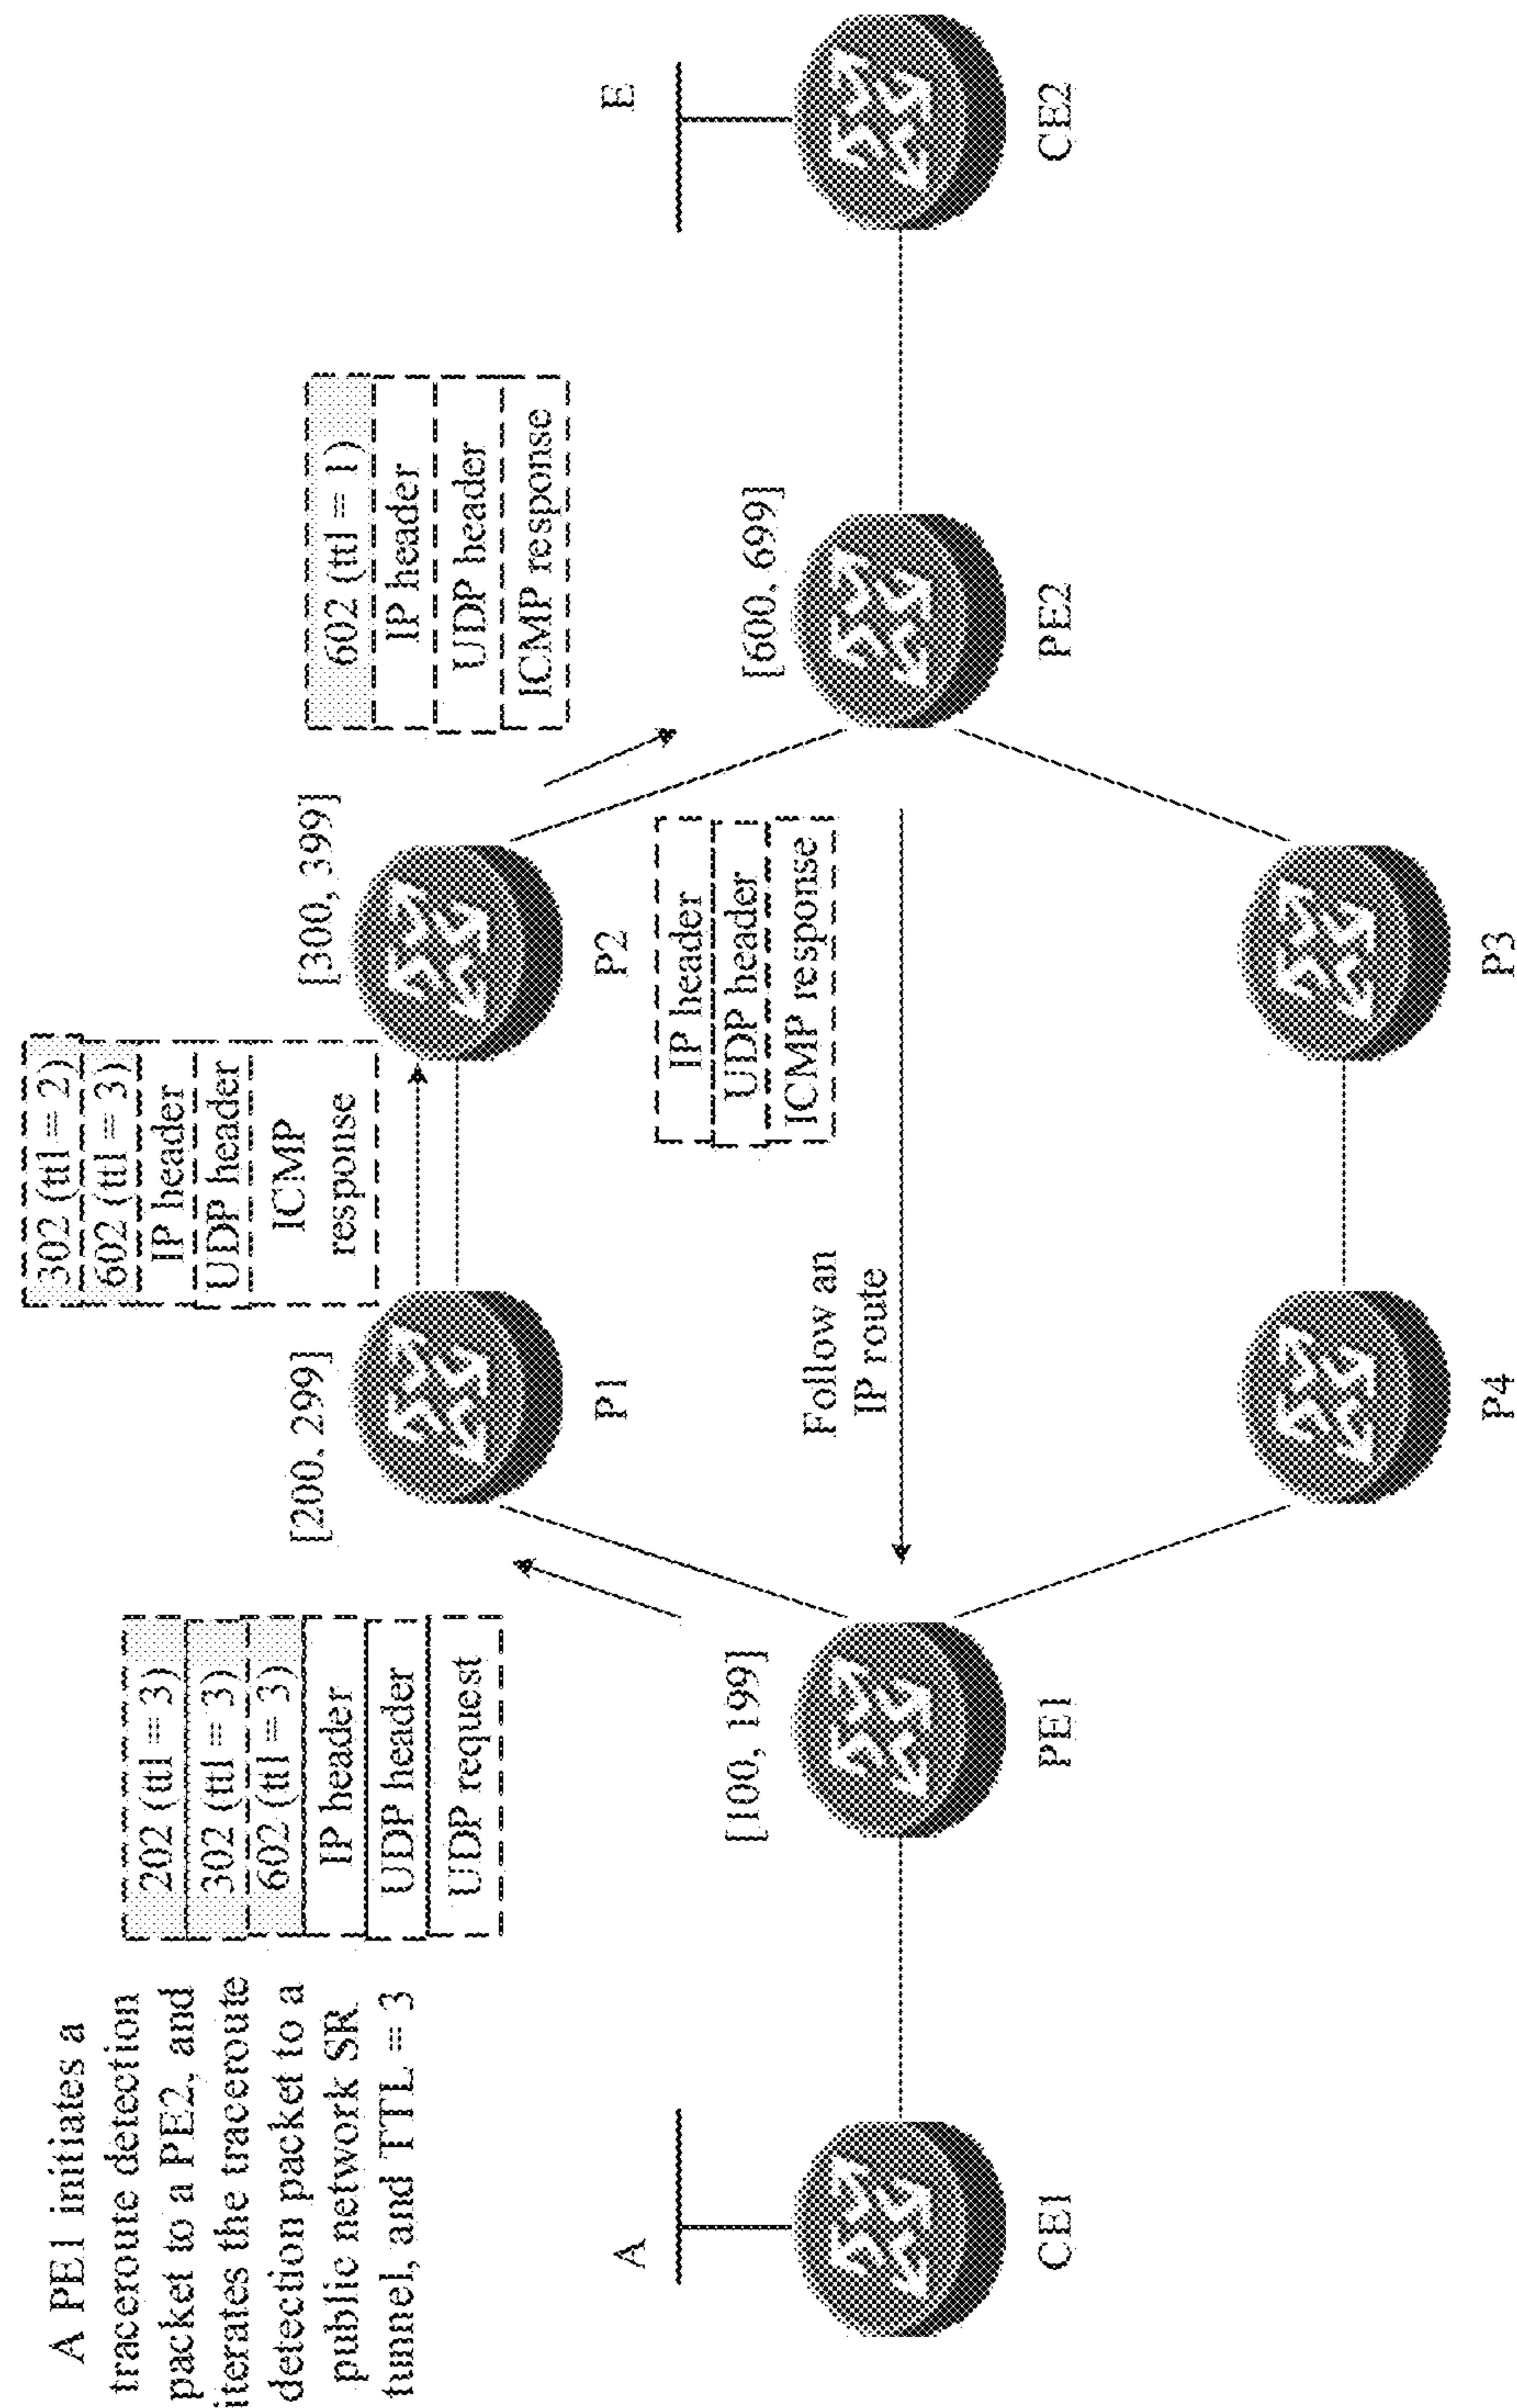 A PE1 initiates a
traceroute detection
packet to a PE2, and
iterates the traceroute
detection packet to a
public network SR
tunnel, and TTL = 3
202 (ttl = 3)
302 (ttl = 3)
602 (ttl = 3)
IP header
UDP header
UDP request
302 (ttl = 2)
602 (ttl = 3)
IP header
UDP header
ICMP
response
602 (ttl = 1)
IP header
UDP header
ICMP response
[200, 299]
P1
[300, 399]
P2
IP header
UDP header
ICMP response
Follow an
IP route
A
CE1
[100, 199]
PE1
[600, 699]
PE2
E
CE2
P4
P3